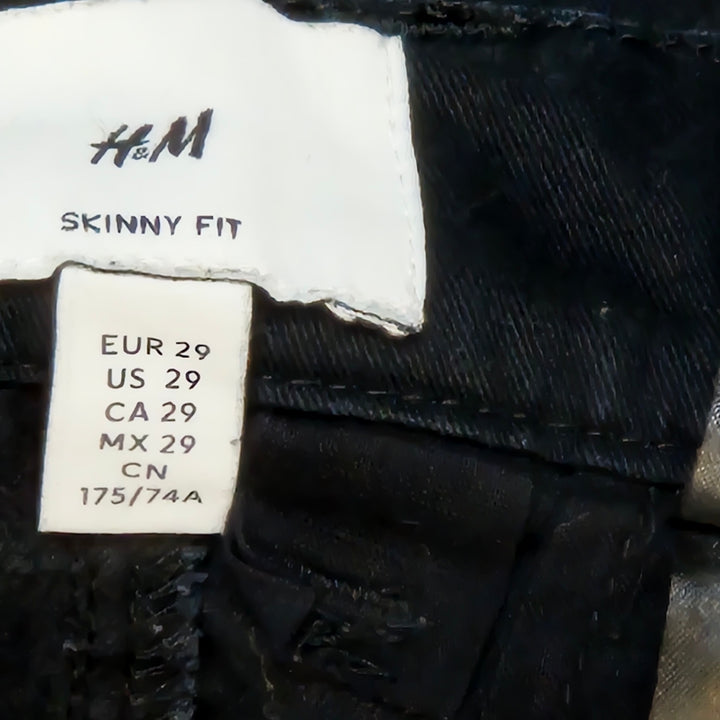 H&M
SKINNY FIT
EUR 29
US 29
CA 29
MX 29
CN
175/74A